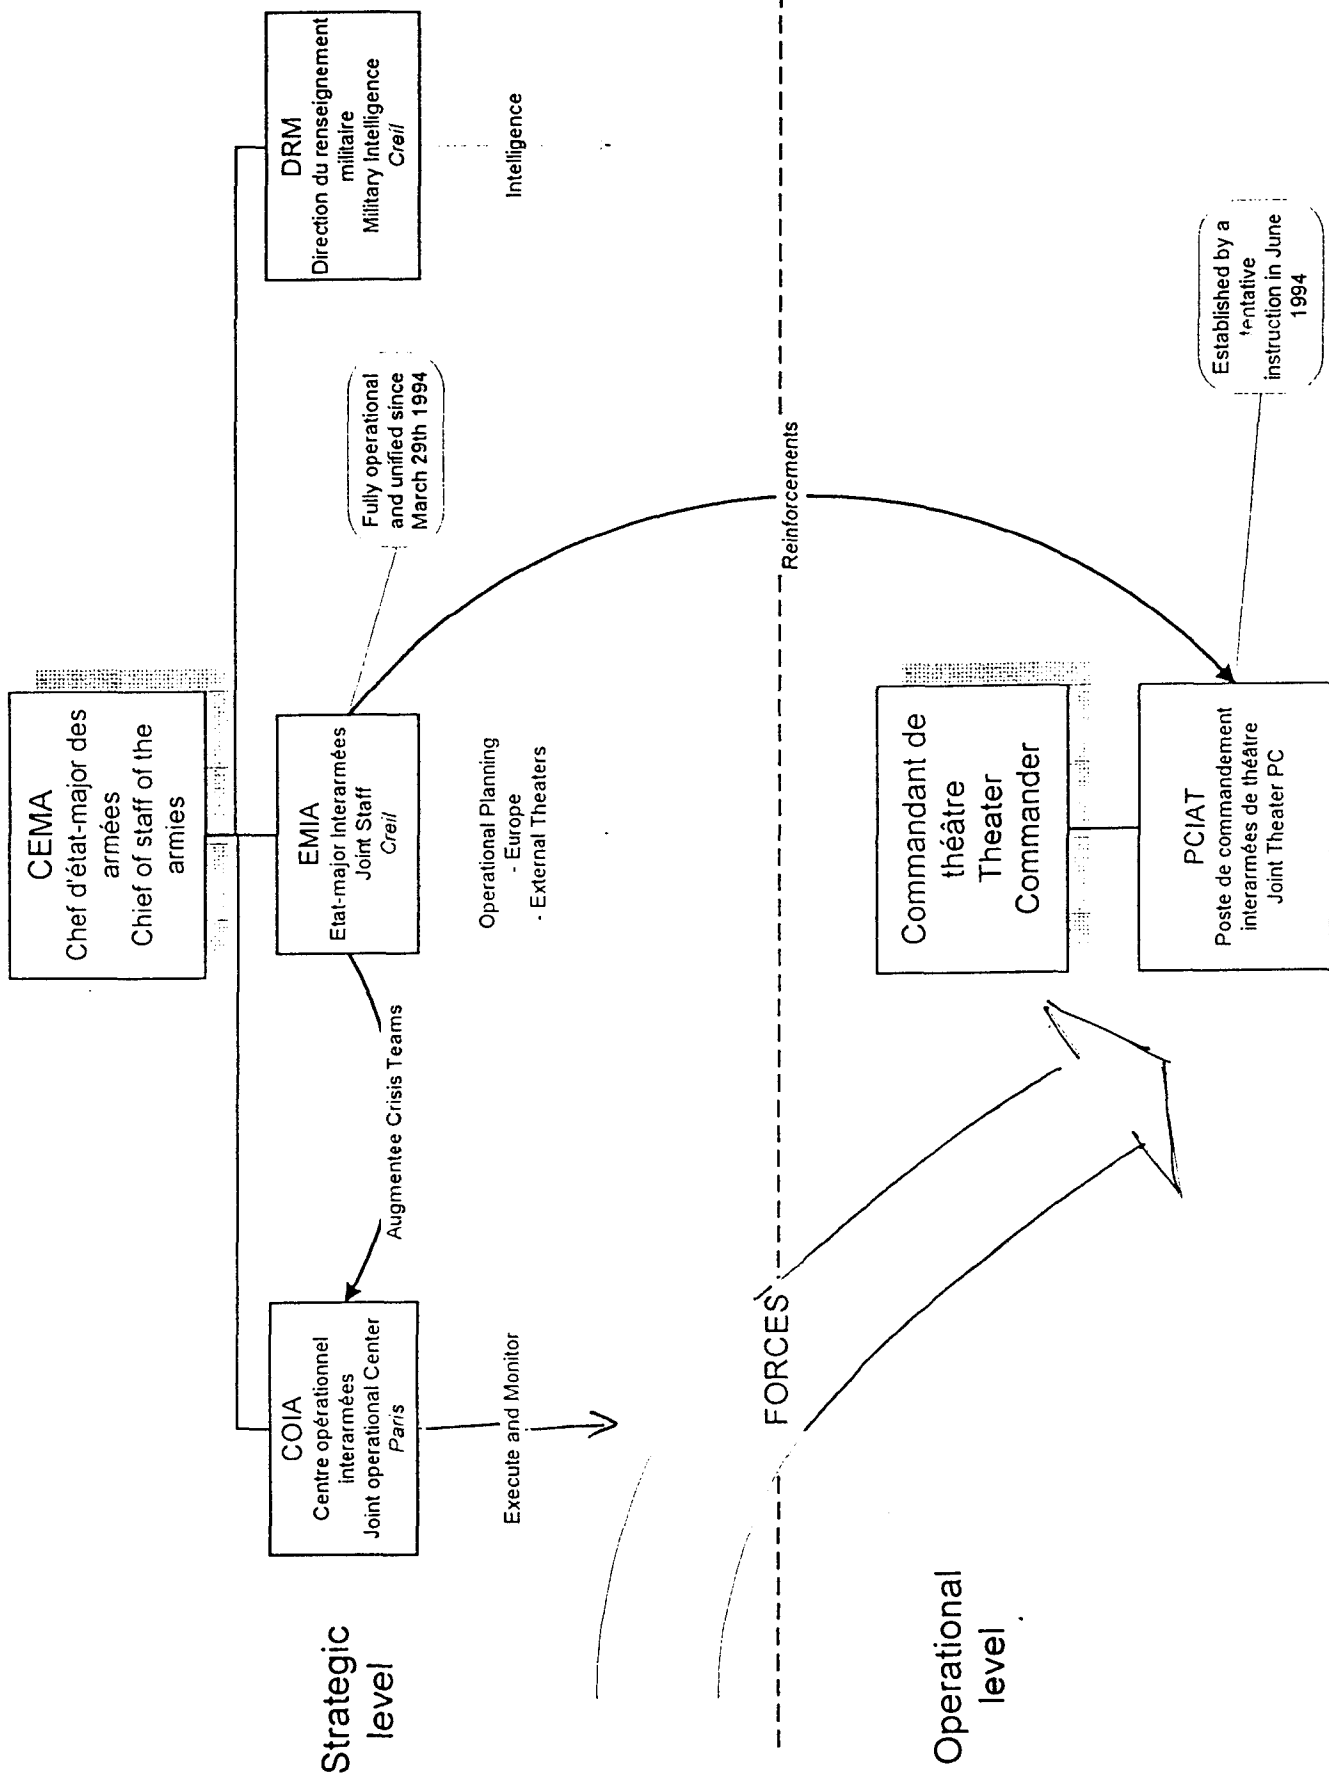 CEMA
Chef d'état-major des
armées
Chief of staff of the
armies
Strategic
level
COIA
Centre opérationnel
interarmées
Joint operational Center
Paris
EMIA
Etat-major interarmées
Joint Staff
Creil
DRM
Direction du renseignement
militaire
Military Intelligence
Creil
Fully operational
and unified since
March 29th 1994
Augmentee Crisis Teams
Execute and Monitor
Operational Planning
- Europe
- External Theaters
Intelligence
FORCES
Reinforcements
Operational
level
Commandant de
théâtre
Theater
Commander
PCIAT
Poste de commandement
interarmées de théâtre
Joint Theater PC
Established by a
tentative
instruction in June
1994